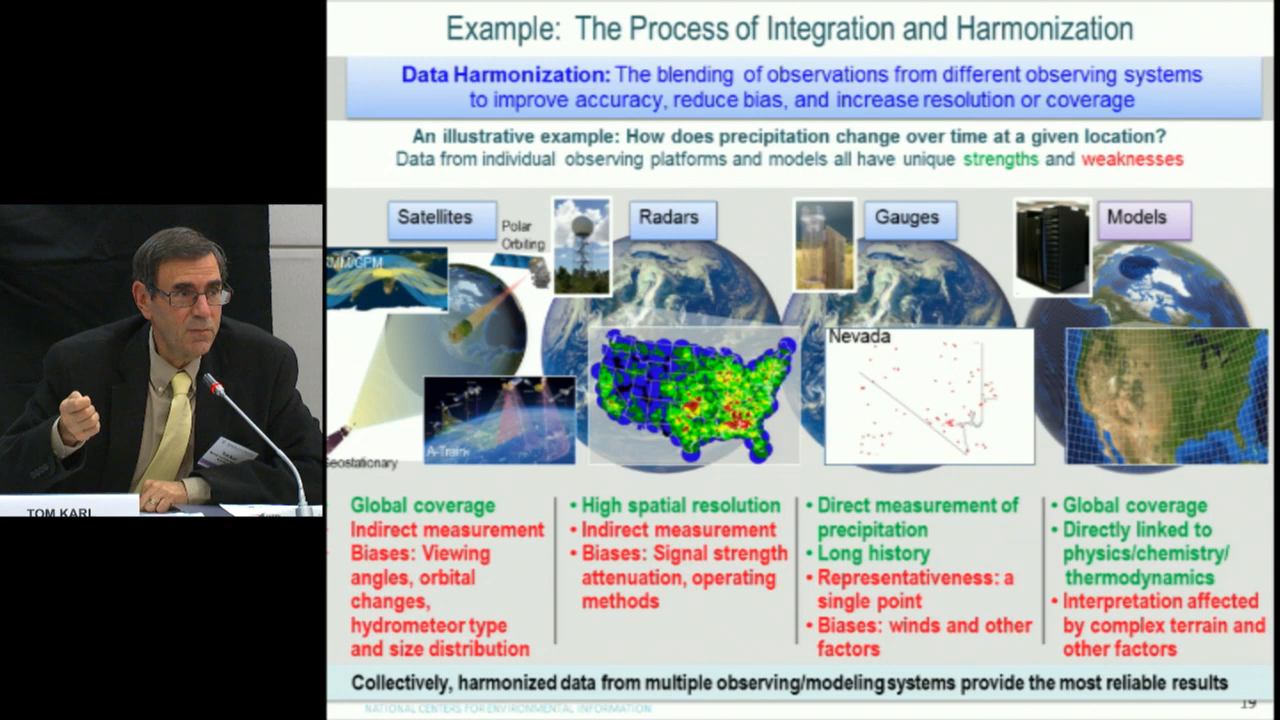 Example: The Process of Integration and Harmonization
Data Harmonization: The blending of observations from different observing systems
to improve accuracy, reduce bias, and increase resolution or coverage
An illustrative example: How does precipitation change over time at a given location?
Data from individual observing platforms and models all have unique strengths and weaknesses
Satellites
Polar
Orbiting
MM/GPM
A-Train
eostationary
Global coverage
Indirect measurement
Biases: Viewing
angles, orbital
changes,
hydrometeor type
and size distribution
Radars
• High spatial resolution
• Indirect measurement
• Biases: Signal strength
attenuation, operating
methods
Gauges
Nevada
• Direct measurement of
precipitation
• Long history
• Representativeness: a
single point
• Biases: winds and other
factors
Models
• Global coverage
• Directly linked to
physics/chemistry/
thermodynamics
• Interpretation affected
by complex terrain and
other factors
Collectively, harmonized data from multiple observing/modeling systems provide the most reliable results
NATIONAL CENTERS FOR ENVIRONMENTAL INFORMATION
19
TOM KARL